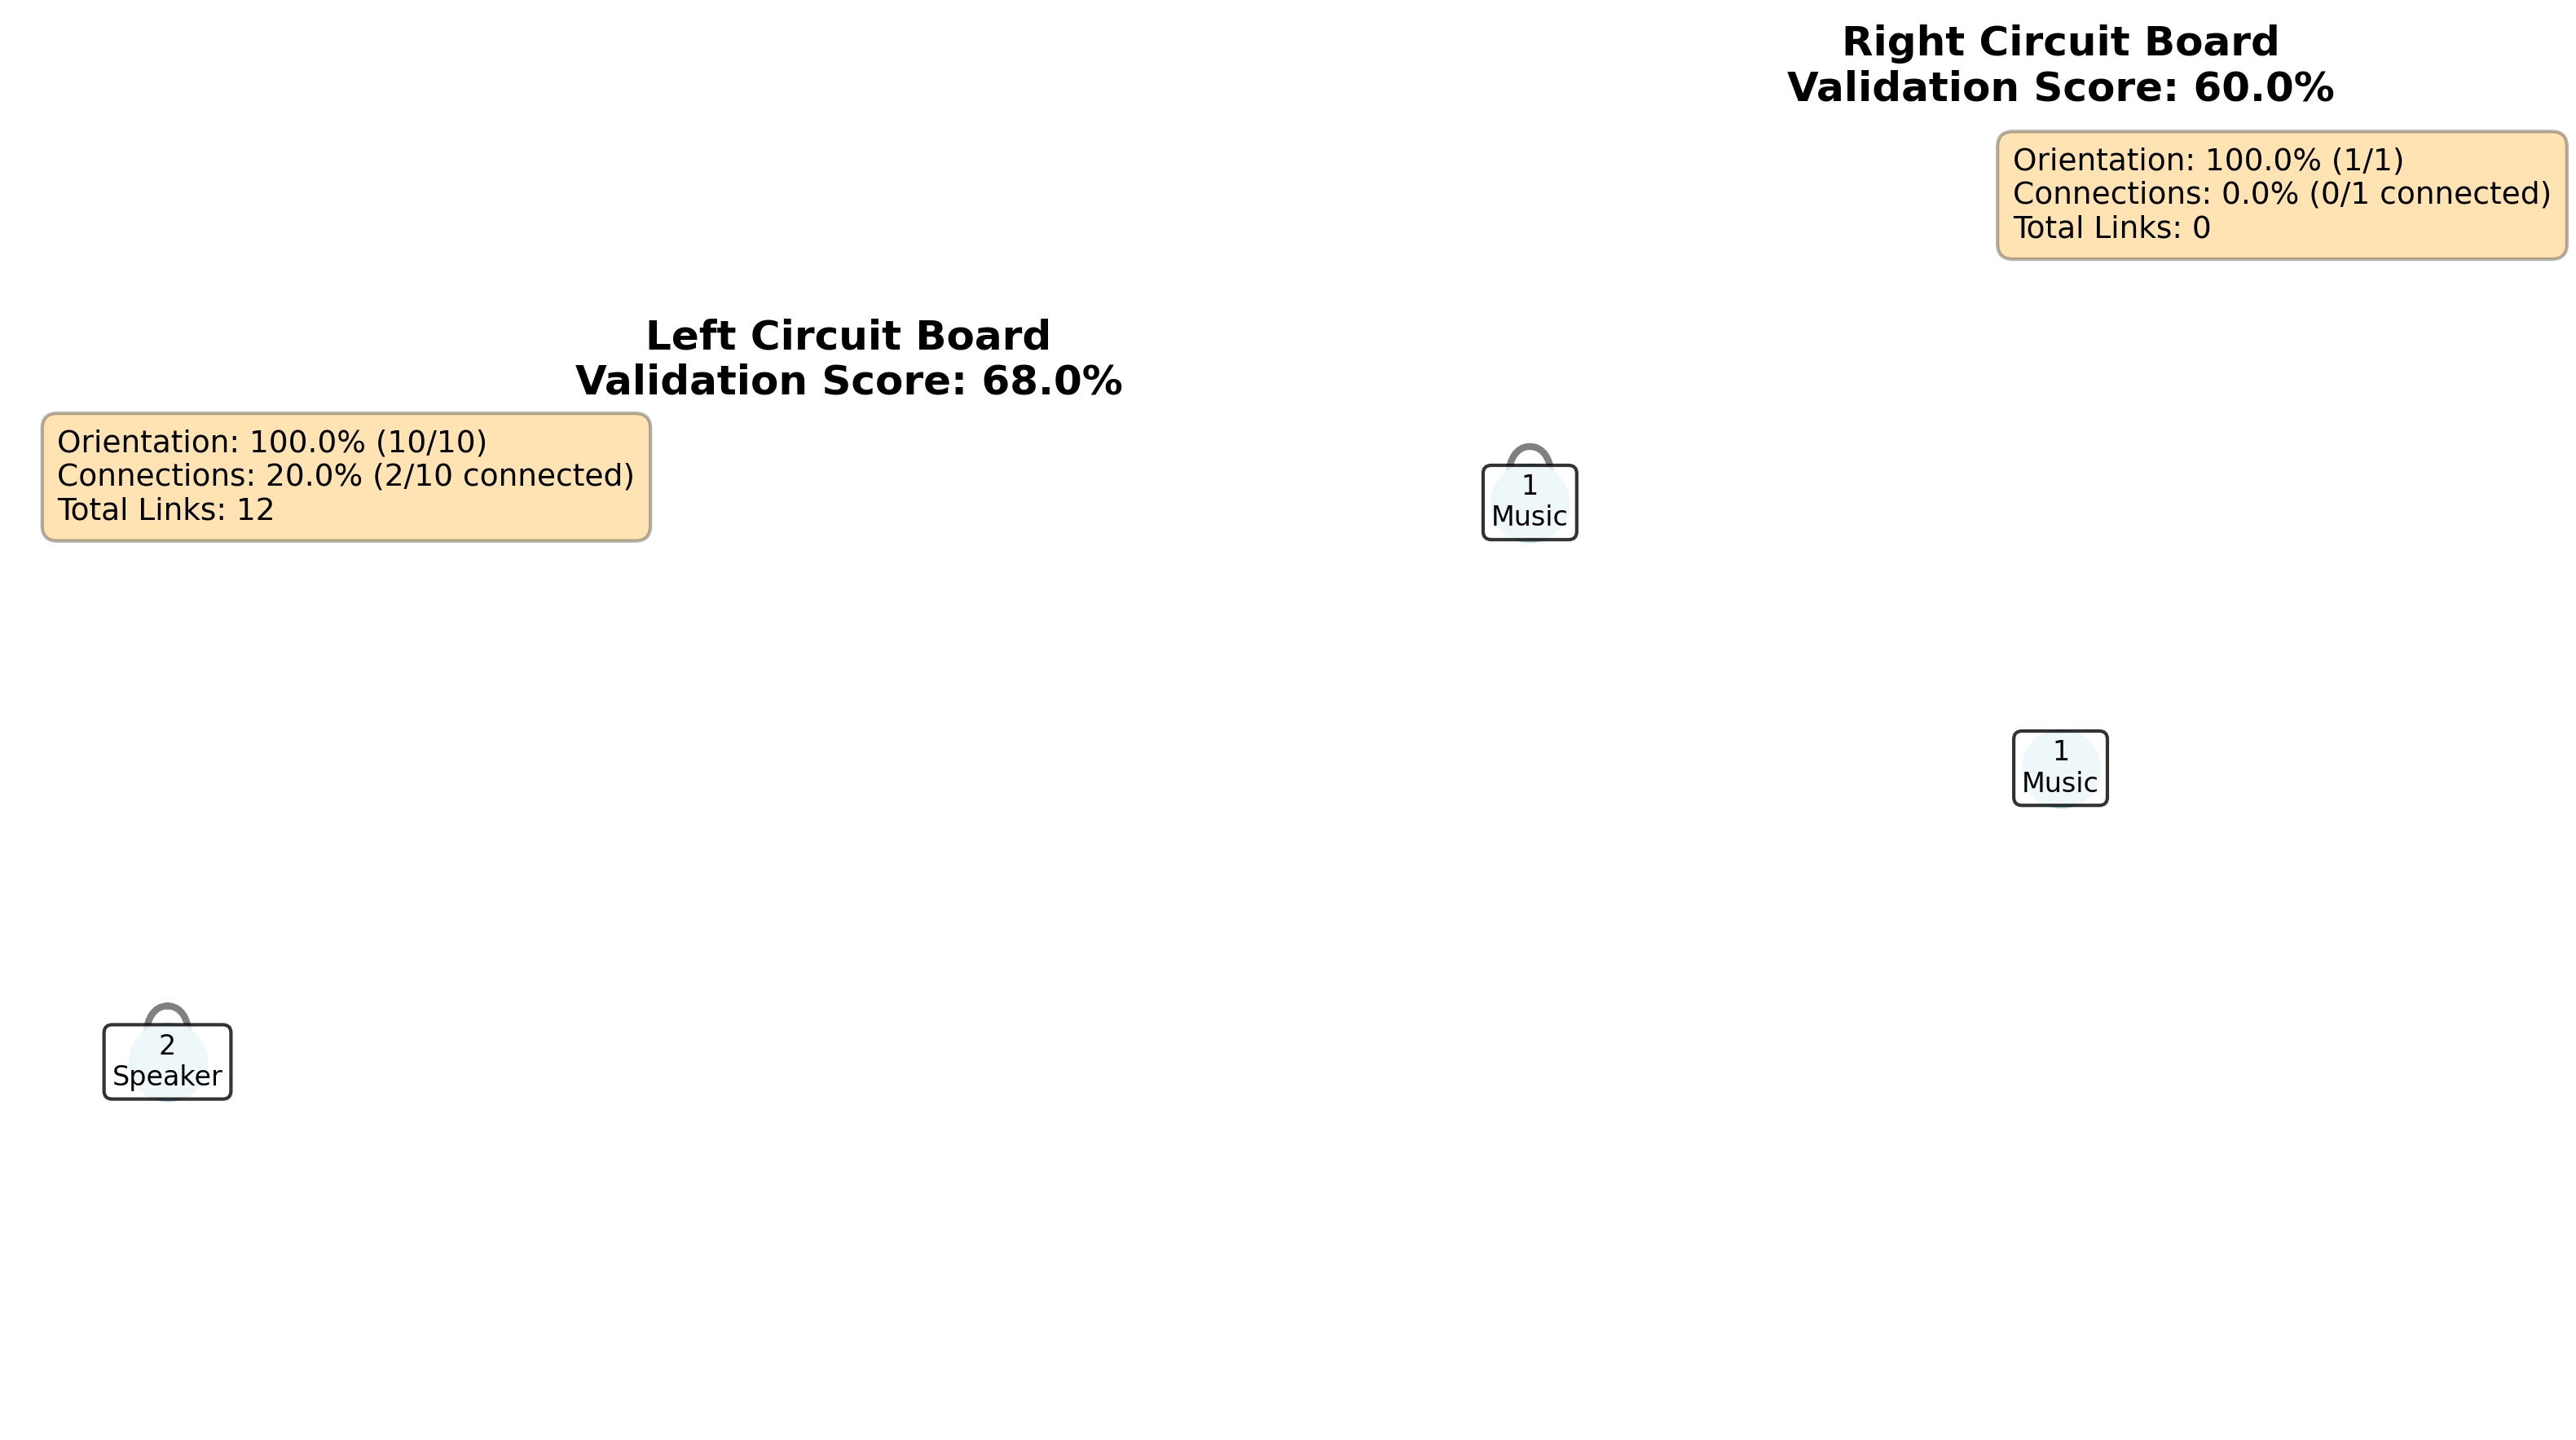 Left Circuit Board
Validation Score: 68.0%
Orientation: 100.0% (10/10)
Connections: 20.0% (2/10 connected)
Total Links: 12
1
Music
2
Speaker
Right Circuit Board
Validation Score: 60.0%
Orientation: 100.0% (1/1)
Connections: 0.0% (0/1 connected)
Total Links: 0
1
Music